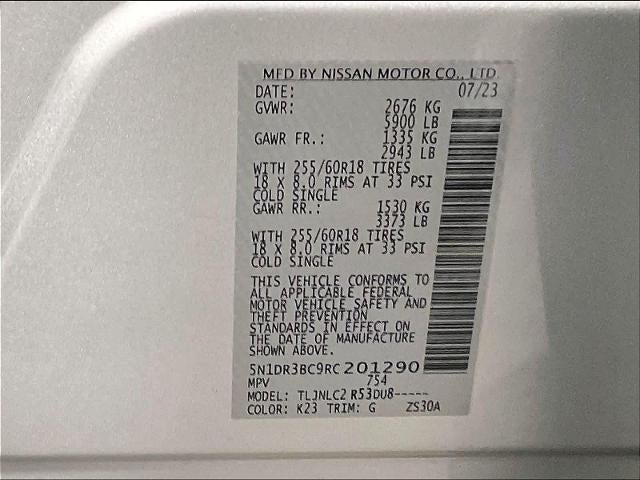 MFD BY NISSAN MOTOR CO., LTD
DATE: 07/23
GVWR: 2676 KG
5900 LB
GAWR FR.: 1335 KG
2943 LB
WITH 255/60R18 TIRES
18 X 8.0 RIMS AT 33 PSI
COLD SINGLE
GAWR RR.: 1530 KG
3373 LB
WITH 255/60R18 TIRES
18 X 8.0 RIMS AT 33 PSI
COLD SINGLE
THIS VEHICLE CONFORMS TO
ALL APPLICABLE FEDERAL
MOTOR VEHICLE SAFETY AND
THEFT PREVENTION
STANDARDS IN EFFECT ON
THE DATE OF MANUFACTURE
SHOWN ABOVE.
5N1DR3BC9RC201290
MPV 754
MODEL: TLJNLC2 R53DU8-----
COLOR: K23 TRIM: G ZS30A